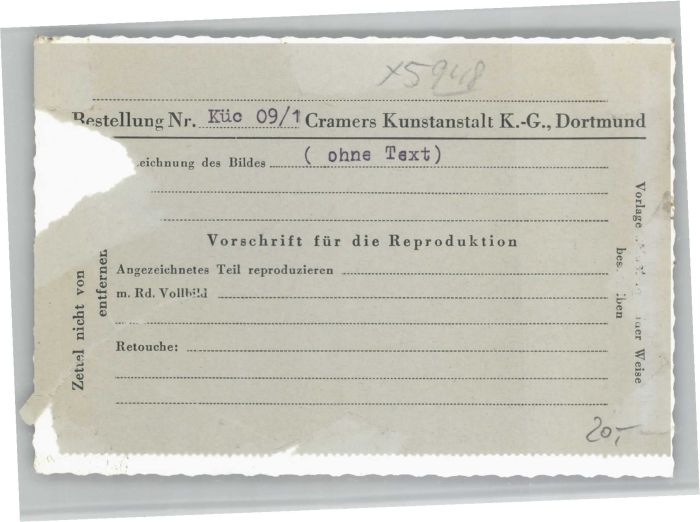 x5948
Bestellung Nr. Küc 09/1 Cramers Kunstanstalt K.-G., Dortmund
eichnung des Bildes ( ohne Text)
Vorschrift für die Reproduktion
Angezeichnetes Teil reproduzieren
m. Rd. Vollbild
Retouche:
20,-
Zettel nicht von
entfernen
Vorlage
Weise